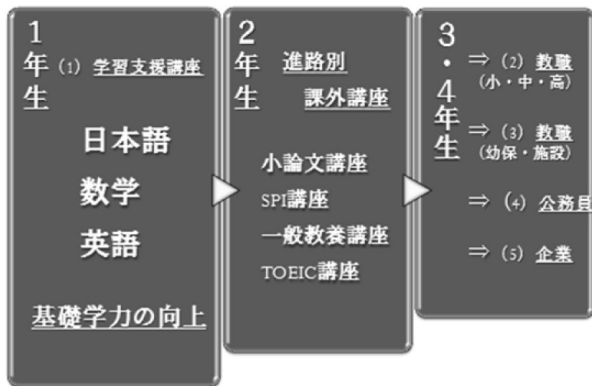 1年生
(1) 学習支援講座
日本語
数学
英語
基礎学力の向上
2年生
進路別
課外講座
小論文講座
SPI講座
一般教養講座
TOEIC講座
3・4年生
⇒ (2) 教職
(小・中・高)
⇒ (3) 教職
(幼保・施設)
⇒ (4) 公務員
⇒ (5) 企業